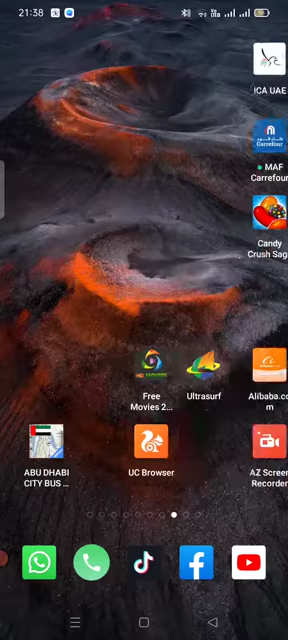 21:38
ICA UAE
MAF
Carrefour
Candy
Crush Sag
Free
Movies 2...
Ultrasurf
Alibaba.co
m
ABU DHABI
CITY BUS ...
UC Browser
AZ Screen
Recorder